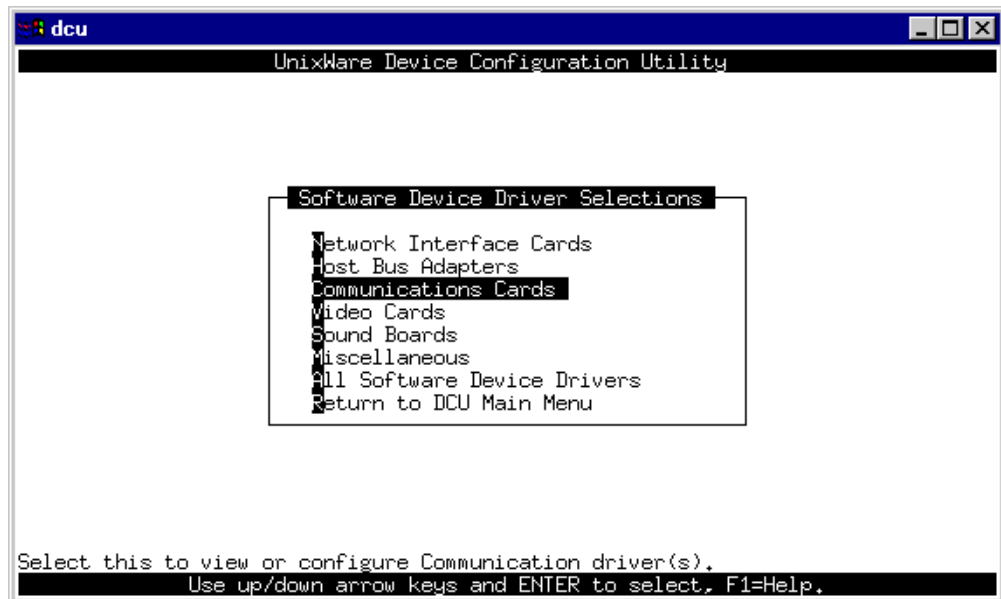 dcu
UnixWare Device Configuration Utility
Software Device Driver Selections
Network Interface Cards
Host Bus Adapters
Communications Cards
Video Cards
Sound Boards
Miscellaneous
All Software Device Drivers
Return to DCU Main Menu
Select this to view or configure Communication driver(s).
Use up/down arrow keys and ENTER to select, F1=Help.